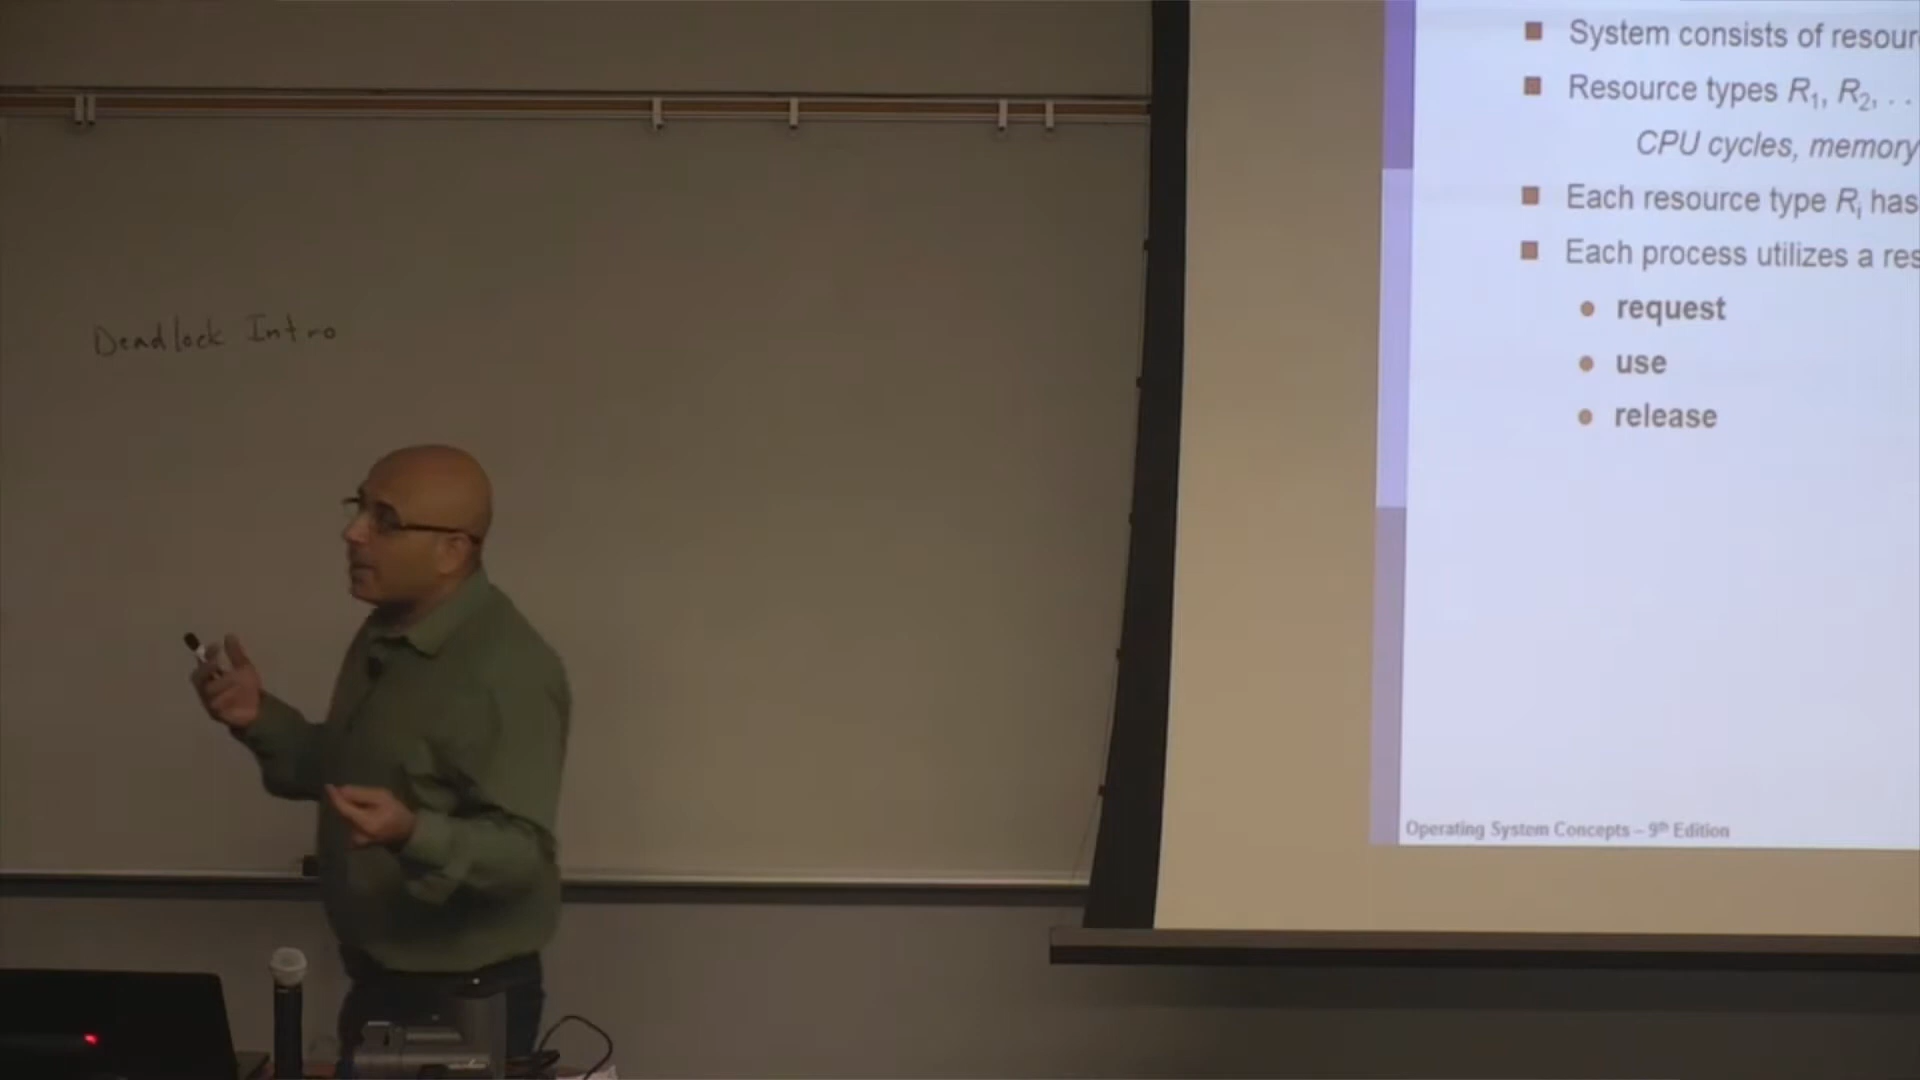 Deadlock Intro
System consists of resour
Resource types R1, R2, . .
CPU cycles, memory
Each resource type Ri has
Each process utilizes a res
request
use
release
Operating System Concepts – 9th Edition